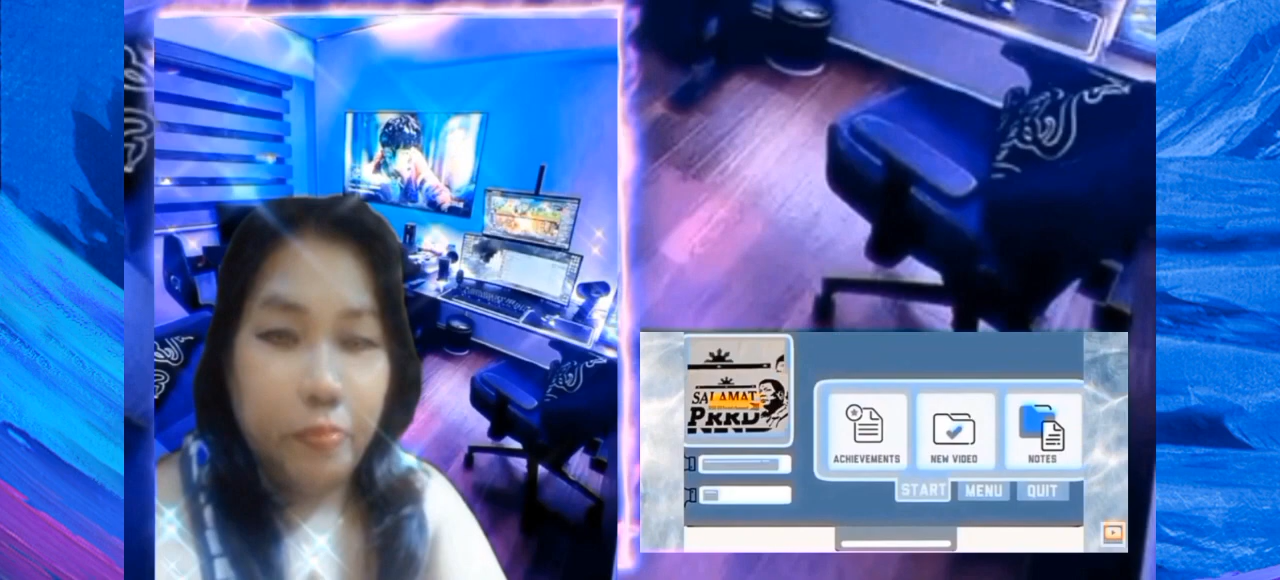 SALAMAT
PRRD
ACHIEVEMENTS
NEW VIDEO
NOTES
START
MENU
QUIT